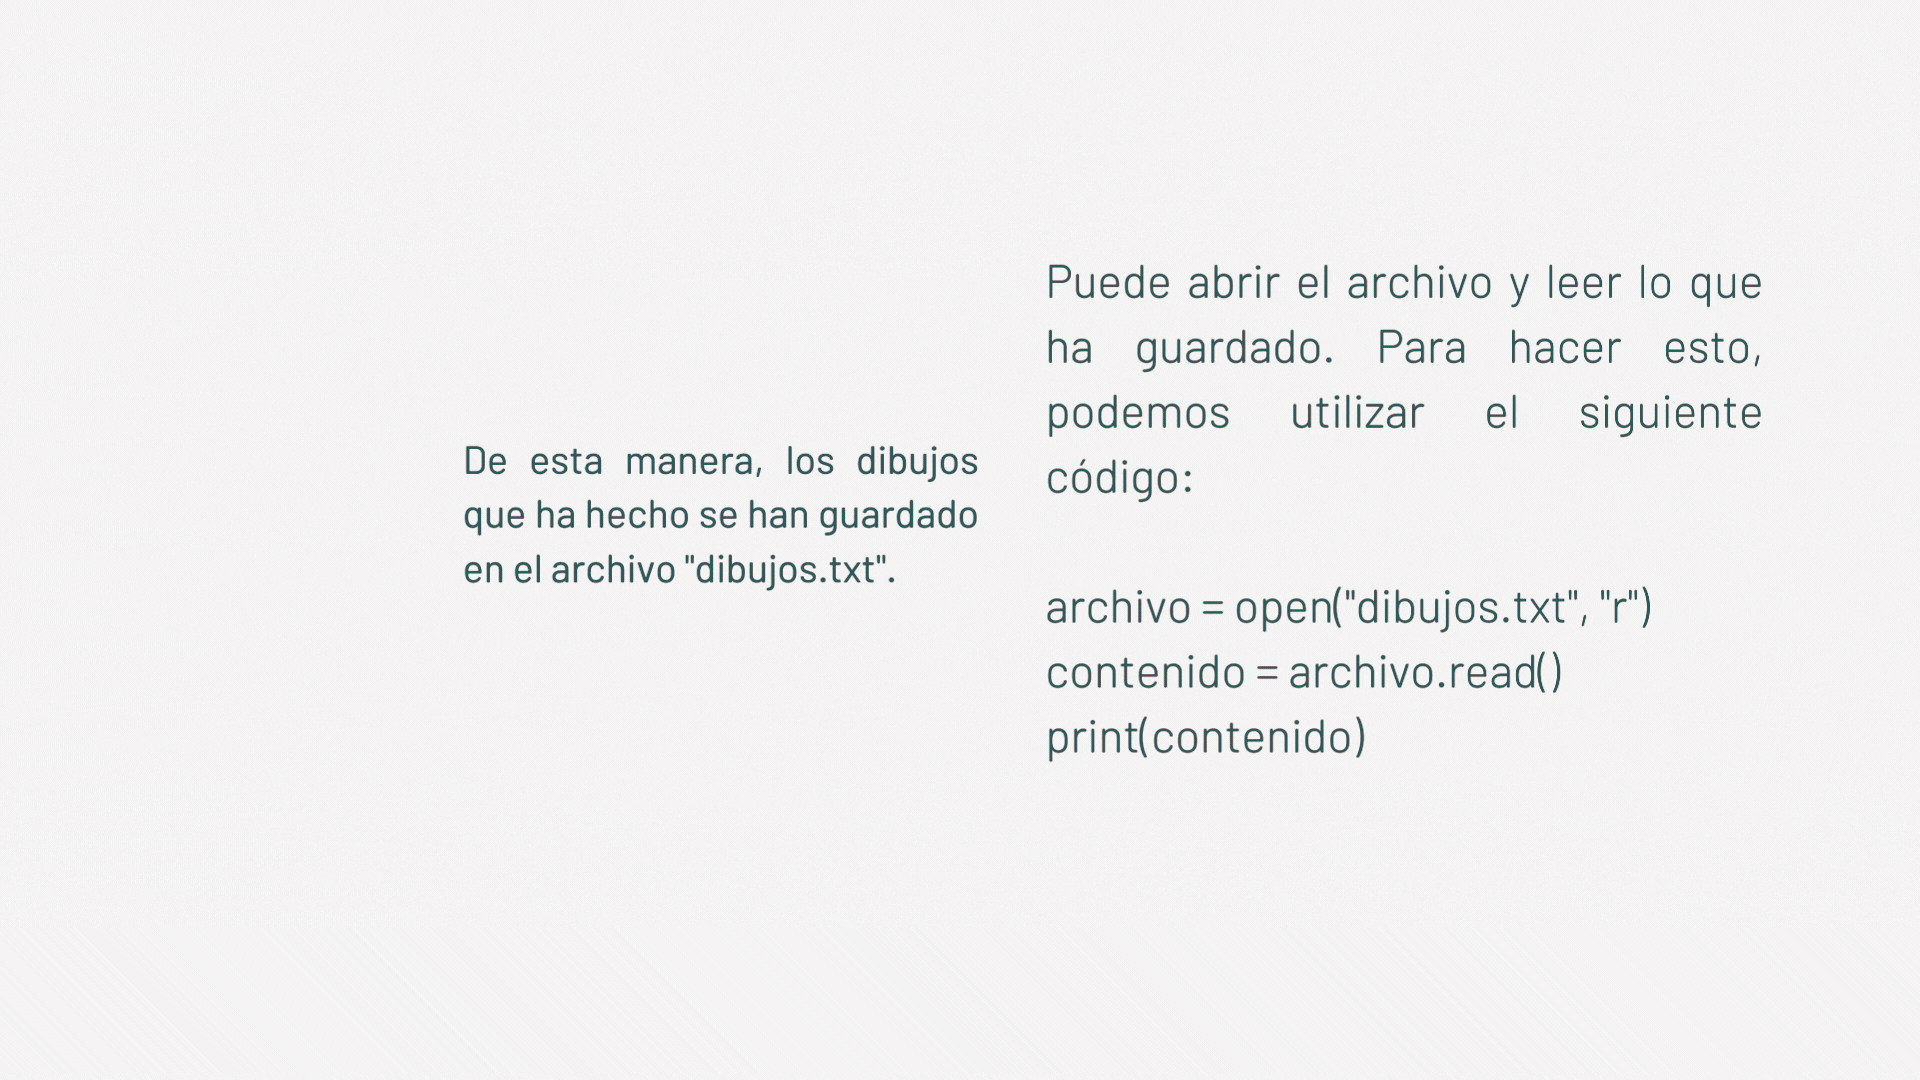 De esta manera, los dibujos
que ha hecho se han guardado
en el archivo "dibujos.txt".
Puede abrir el archivo y leer lo que
ha guardado. Para hacer esto,
podemos utilizar el siguiente
código:
archivo = open("dibujos.txt", "r")
contenido = archivo.read()
print(contenido)